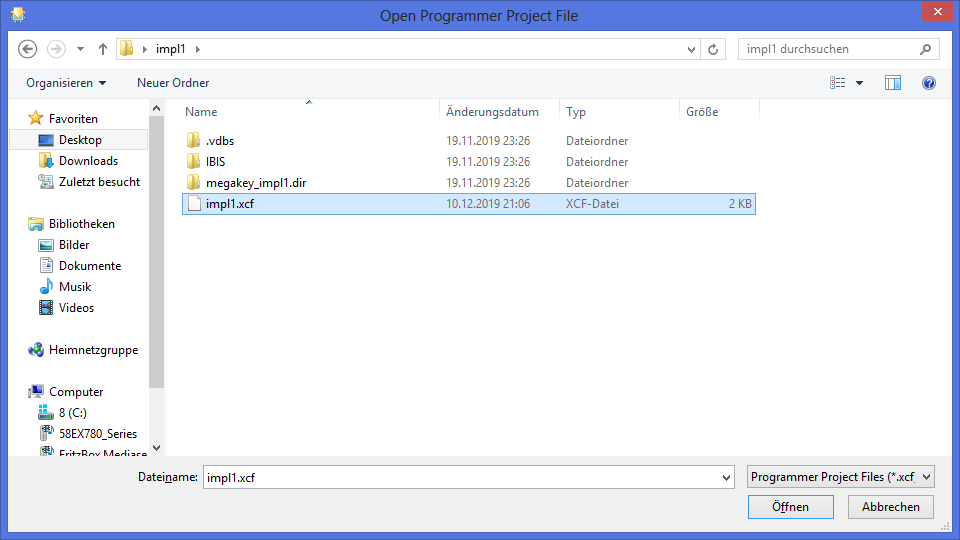 Open Programmer Project File
impl1
impl1 durchsuchen
Organisieren Neuer Ordner
Name Änderungsdatum Typ Größe
Favoriten
Desktop
Downloads
Zuletzt besucht
Bibliotheken
Bilder
Dokumente
Musik
Videos
Heimnetzgruppe
Computer
8 (C:)
58EX780_Series
FritzBox Mediase
.vdbs 19.11.2019 23:26 Dateiordner
IBIS 19.11.2019 23:26 Dateiordner
megakey_impl1.dir 19.11.2019 23:26 Dateiordner
impl1.xcf 10.12.2019 21:06 XCF-Datei 2 KB
Dateiname: impl1.xcf Programmer Project Files (*.xcf
Öffnen Abbrechen